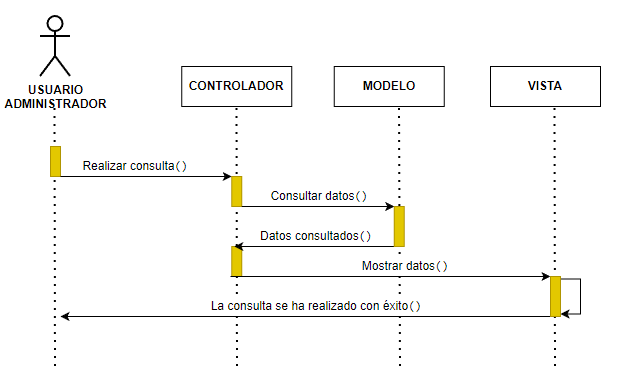 USUARIO
ADMINISTRADOR
CONTROLADOR
MODELO
VISTA
Realizar consulta()
Consultar datos()
Datos consultados()
Mostrar datos()
La consulta se ha realizado con éxito()